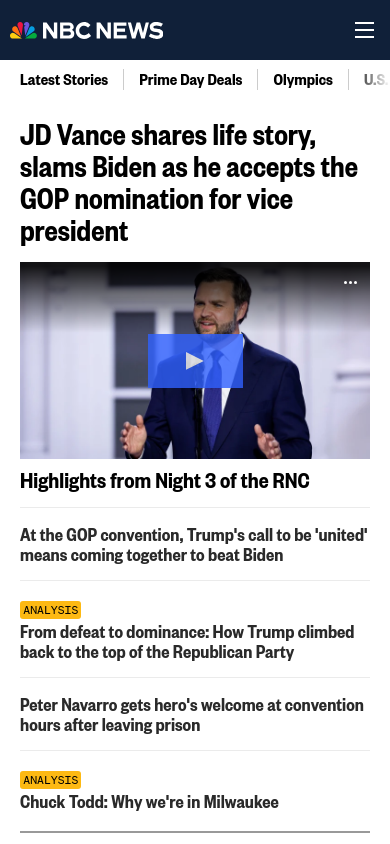 NBC NEWS
Latest Stories
Prime Day Deals
Olympics
U.S.
JD Vance shares life story,
slams Biden as he accepts the
GOP nomination for vice
president
Highlights from Night 3 of the RNC
At the GOP convention, Trump's call to be 'united'
means coming together to beat Biden
ANALYSIS
From defeat to dominance: How Trump climbed
back to the top of the Republican Party
Peter Navarro gets hero's welcome at convention
hours after leaving prison
ANALYSIS
Chuck Todd: Why we're in Milwaukee